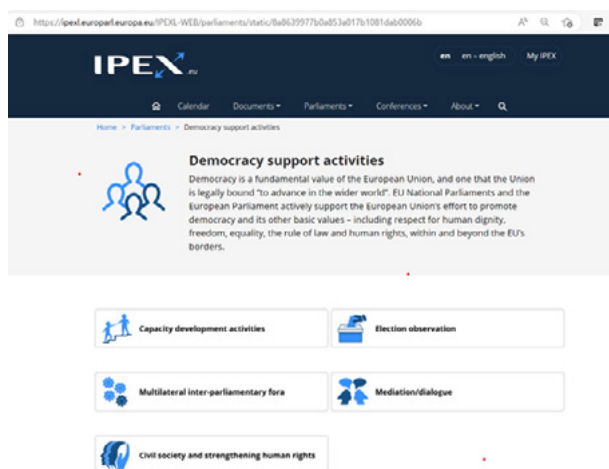 https://ipexl.europarl.europa.eu/IPEXL-WEB/parliaments/static/8a8639977b0a853a017b1081dab0006b
IPEX.eu
en en - english My IPEX
Calendar Documents Parliaments Conferences About
Home > Parliaments > Democracy support activities
Democracy support activities
Democracy is a fundamental value of the European Union, and one that the Union
is legally bound "to advance in the wider world". EU National Parliaments and the
European Parliament actively support the European Union's effort to promote
democracy and its other basic values – including respect for human dignity,
freedom, equality, the rule of law and human rights, within and beyond the EU's
borders.
Capacity development activities Election observation
Multilateral inter-parliamentary fora Mediation/dialogue
Civil society and strengthening human rights